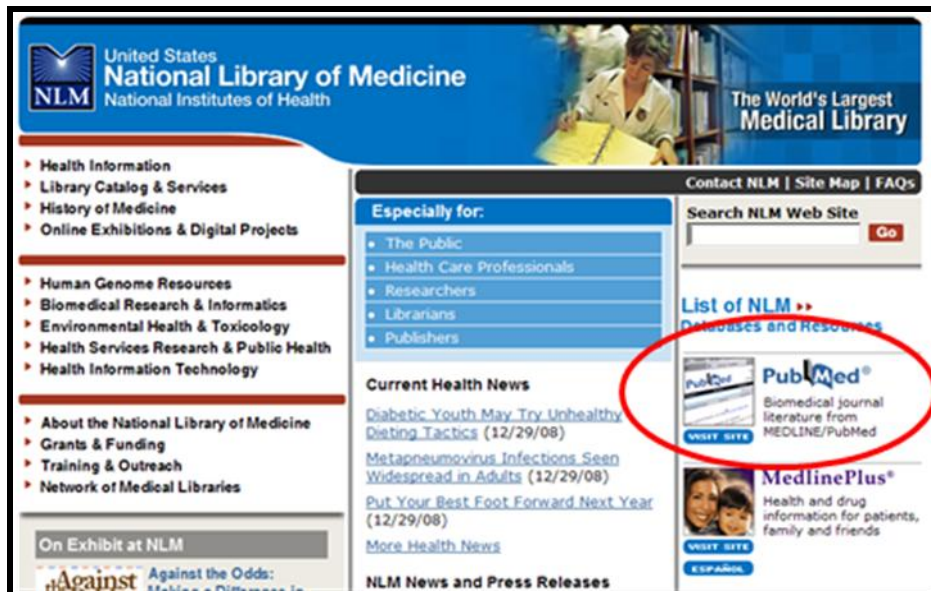 United States
National Library of Medicine
National Institutes of Health
NLM
The World's Largest
Medical Library
Health Information
Library Catalog & Services
History of Medicine
Online Exhibitions & Digital Projects
Human Genome Resources
Biomedical Research & Informatics
Environmental Health & Toxicology
Health Services Research & Public Health
Health Information Technology
About the National Library of Medicine
Grants & Funding
Training & Outreach
Network of Medical Libraries
On Exhibit at NLM
Against
Against the Odds:
Making a Difference in
Especially for:
The Public
Health Care Professionals
Researchers
Librarians
Publishers
Current Health News
Diabetic Youth May Try Unhealthy
Dieting Tactics (12/29/08)
Metapneumovirus Infections Seen
Widespread in Adults (12/29/08)
Put Your Best Foot Forward Next Year
(12/29/08)
More Health News
NLM News and Press Releases
Contact NLM | Site Map | FAQs
Search NLM Web Site
Go
List of NLM
Databases and Resources
PubMed
PubMed®
Biomedical journal
literature from
MEDLINE/PubMed
VISIT SITE
MedlinePlus®
Health and drug
information for patients,
family and friends
VISIT SITE
ESPAÑOL